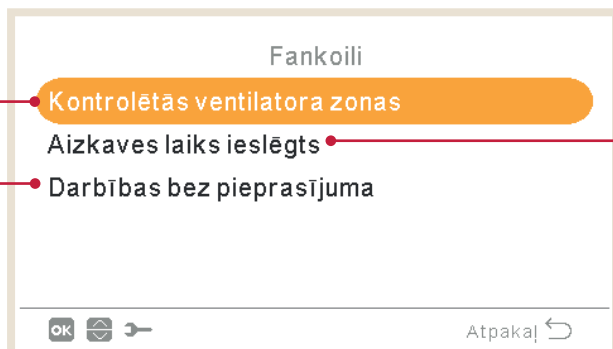 Fankoili
Kontrolētās ventilatora zonas
Aizkaves laiks ieslēgts
Darbības bez pieprasījuma
OK
Atpakaļ